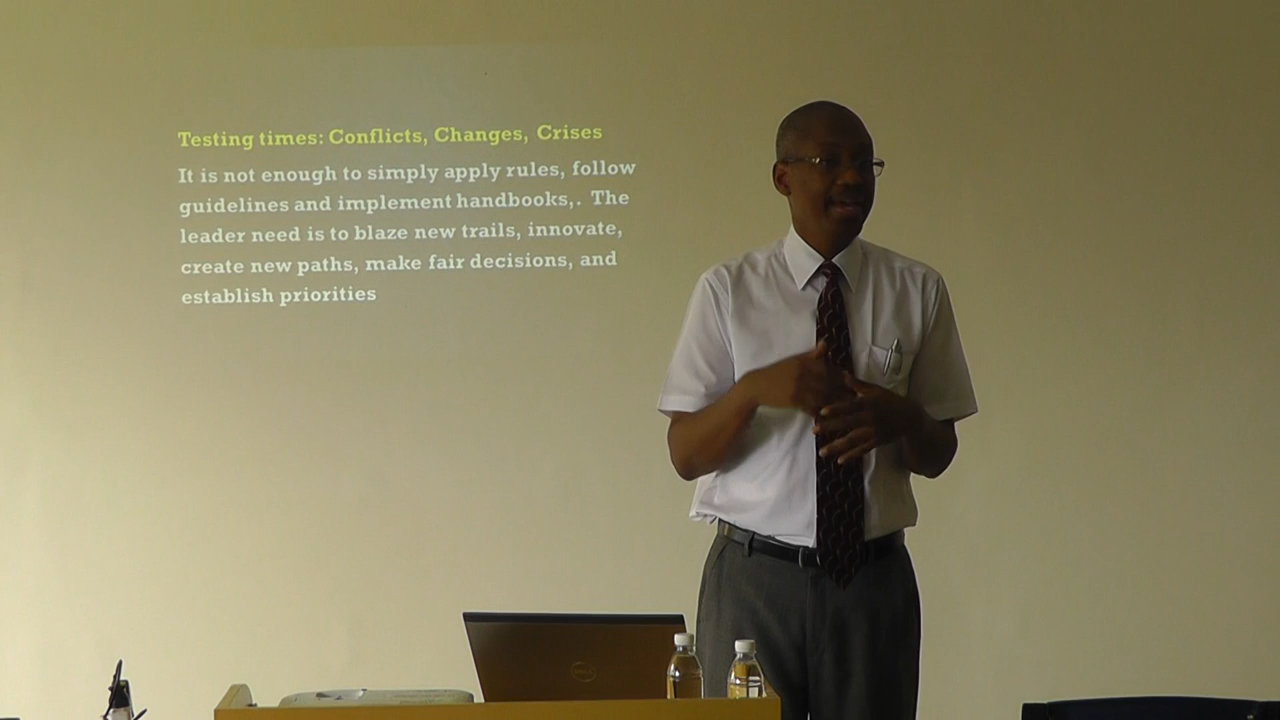 Testing times: Conflicts, Changes, Crises
It is not enough to simply apply rules, follow
guidelines and implement handbooks,. The
leader need is to blaze new trails, innovate,
create new paths, make fair decisions, and
establish priorities
DELL